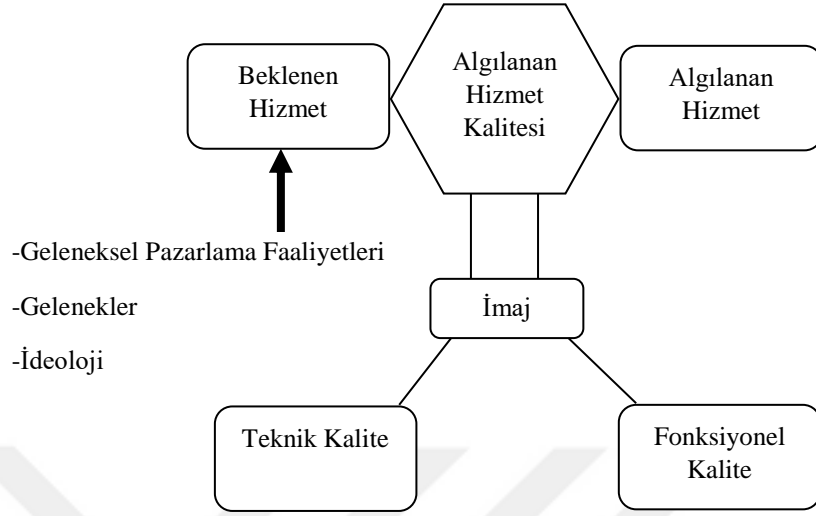 Beklenen
Hizmet
Algılanan
Hizmet
Kalitesi
Algılanan
Hizmet
-Geleneksel Pazarlama Faaliyetleri
-Gelenekler
-İdeoloji
İmaj
Teknik Kalite
Fonksiyonel
Kalite